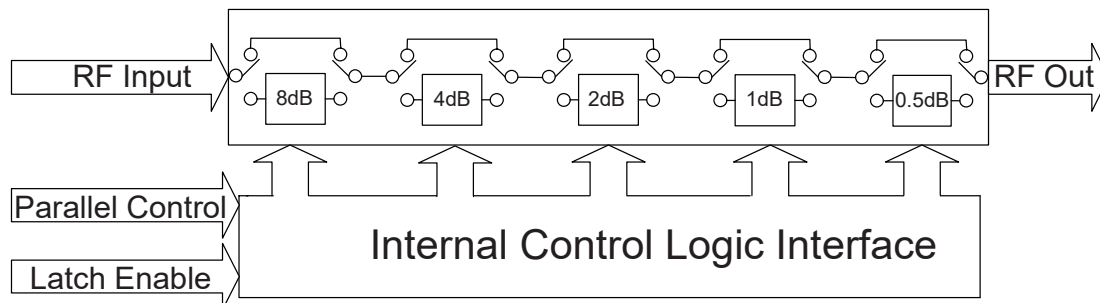 RF Input
8dB
4dB
2dB
1dB
0.5dB
RF Out
Parallel Control
Internal Control Logic Interface
Latch Enable